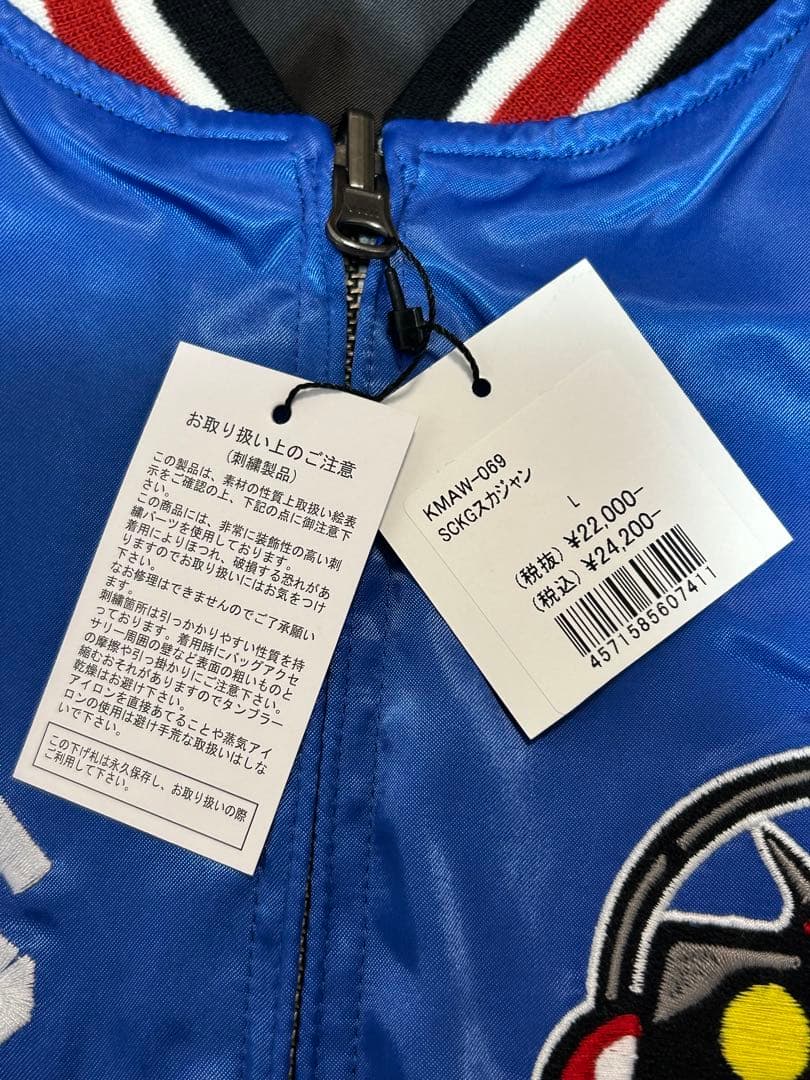 お取り扱い上のご注意
(刺繍製品)
この製品は、素材の性質上取扱い絵表
示をご確認の上、下記の点に御注意下
さい。
この商品には、非常に装飾性の高い刺
繍パーツを使用しております。
着用によりほつれ、破損する恐れがあ
りますのでお取り扱いにはお気をつけ
下さい。
なお修理はできませんのでご了承願い
ます。
刺繍箇所は引っかかりやすい性質を持
っております。着用時にバッグアクセ
サリー周囲の壁など表面の粗いものと
の摩擦や引っ掛かりにご注意下さい。
縮むおそれがありますのでタンブラー
乾燥はお避け下さい。
アイロンを直接あてることや蒸気アイ
ロンの使用は避け手荒な取扱いはしな
いで下さい。
この下げ札は永久保存し、お取り扱いの際
ご利用して下さい。
KMAW-069
SCKGスカジャン
L
(税抜) ¥22,000-
(税込) ¥24,200-
4571585607411